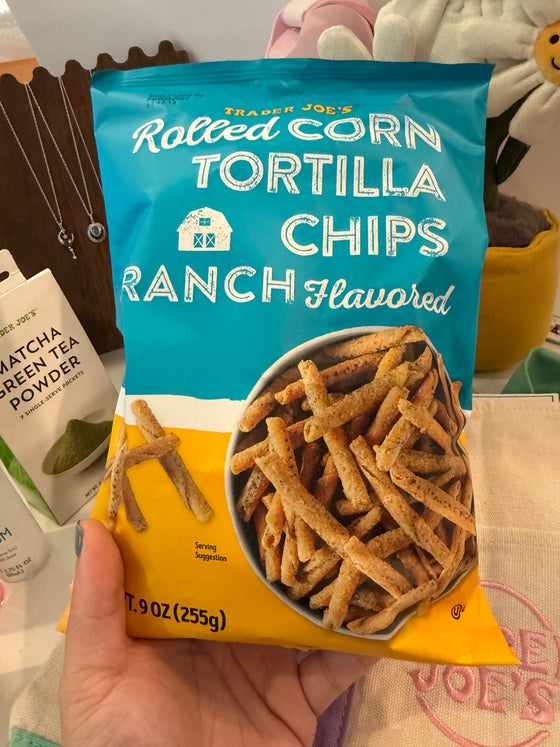 TRADER JOE'S
Rolled CORN
TORTILLA
CHIPS
RANCH Flavored
Serving
Suggestion
T. 9 OZ (255g)
DER JOE'S
MATCHA
GREEN TEA
POWDER
7 SINGLE-SERVE PACKETS
JOE'S